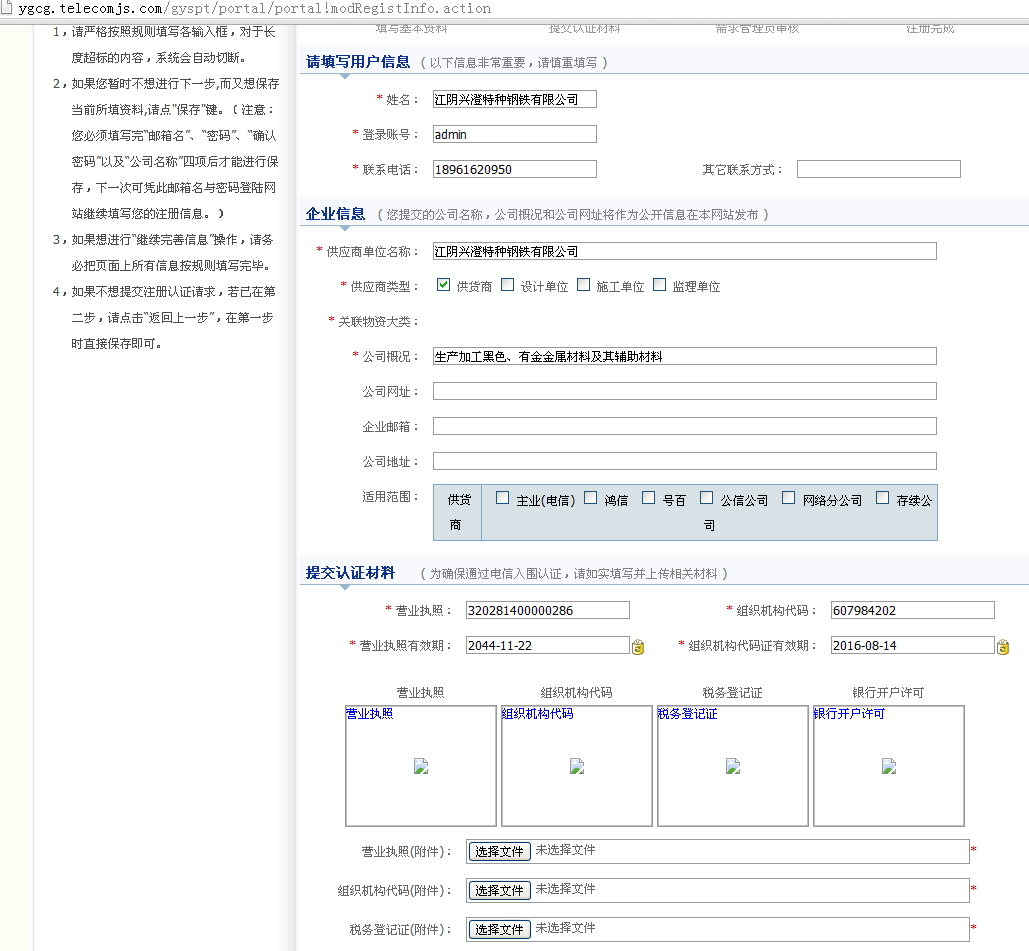 ygcg.telecomjs.com/gyspt/portal/portal!modRegistInfo.action
1，请严格按照规则填写各输入框，对于长
度超标的内容，系统会自动切断。
2，如果您暂时不想进行下一步,而又想保存
当前所填资料,请点"保存"键。（注意：
您必须填写完“邮箱名”、“密码”、“确认
密码”以及“公司名称”四项后才能进行保
存，下一次可凭此邮箱名与密码登陆网
站继续填写您的注册信息。）
3，如果想进行“继续完善信息”操作，请务
必把页面上所有信息按规则填写完毕。
4，如果不想提交注册认证请求，若已在第
二步，请点击“返回上一步”，在第一步
时直接保存即可。
填写基本资料 提交认证材料 需求管理员审核 注册完成
请填写用户信息 （以下信息非常重要，请慎重填写）
* 姓名： 江阴兴澄特种钢铁有限公司
* 登录账号： admin
* 联系电话： 18961620950 其它联系方式：
企业信息 （您提交的公司名称，公司概况和公司网址将作为公开信息在本网站发布）
* 供应商单位名称： 江阴兴澄特种钢铁有限公司
* 供应商类型： 供货商 设计单位 施工单位 监理单位
* 关联物资大类：
* 公司概况： 生产加工黑色、有金金属材料及其辅助材料
公司网址：
企业邮箱：
公司地址：
适用范围： 供货商 主业(电信) 鸿信 号百 公信公司 网络分公司 存续公司
提交认证材料 （为确保通过电信入围认证，请如实填写并上传相关材料）
* 营业执照： 320281400000286 * 组织机构代码： 607984202
* 营业执照有效期： 2044-11-22 * 组织机构代码证有效期： 2016-08-14
营业执照 组织机构代码 税务登记证 银行开户许可
营业执照 组织机构代码 税务登记证 银行开户许可
营业执照(附件)： 选择文件 未选择文件 *
组织机构代码(附件)： 选择文件 未选择文件 *
税务登记证(附件)： 选择文件 未选择文件 *